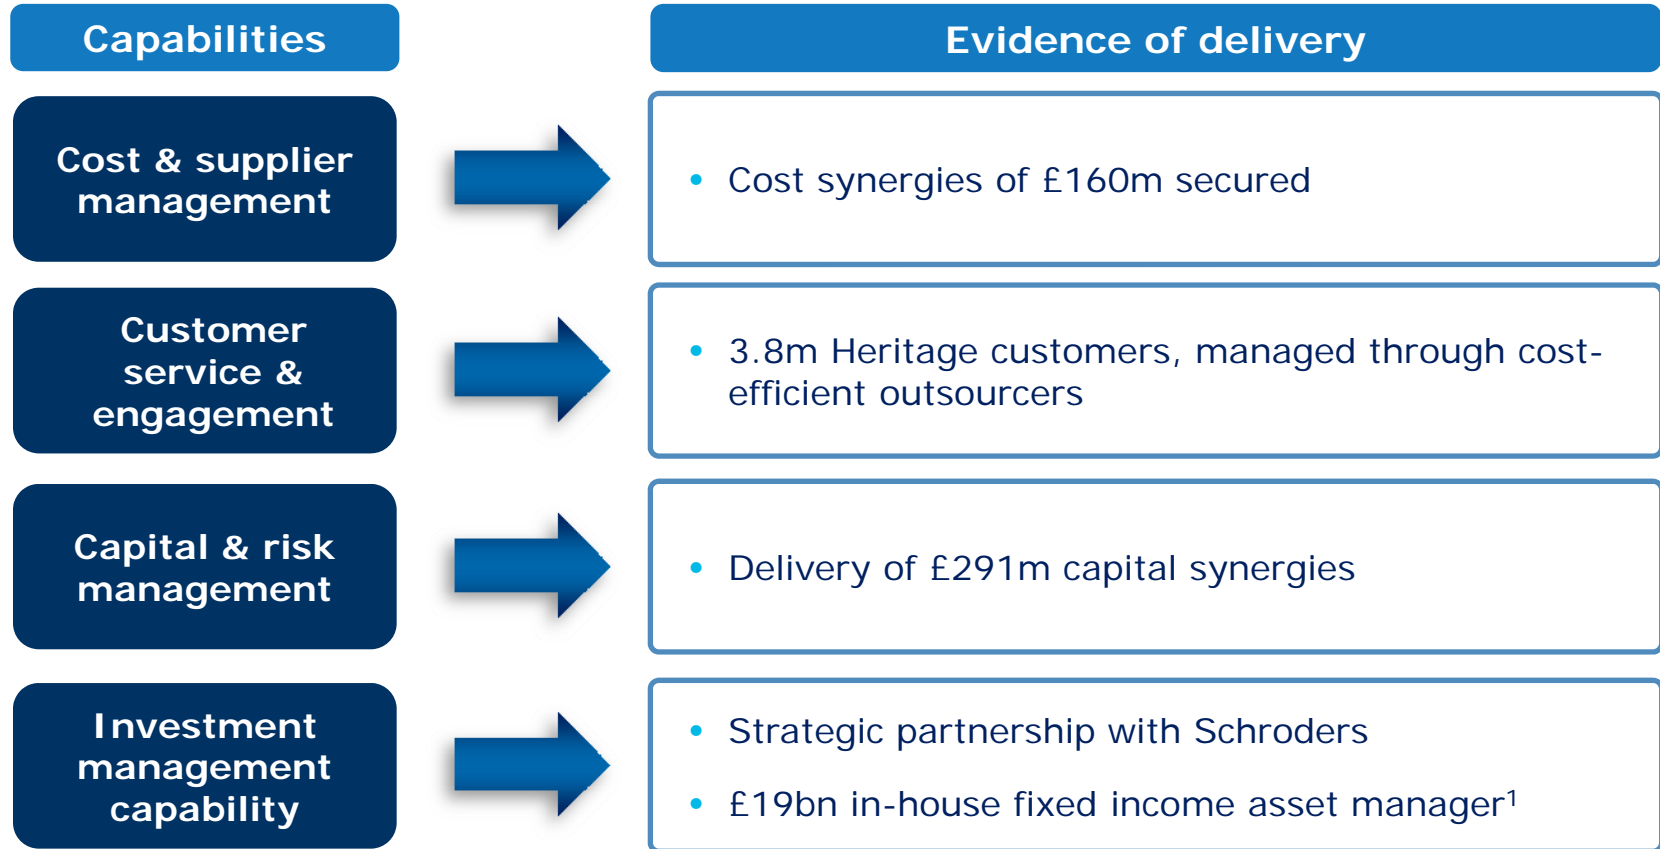 Capabilities
Evidence of delivery
Cost & supplier
management
• Cost synergies of £160m secured
Customer
service &
engagement
• 3.8m Heritage customers, managed through cost-
efficient outsourcers
Capital & risk
management
• Delivery of £291m capital synergies
Investment
management
capability
• Strategic partnership with Schroders
• £19bn in-house fixed income asset manager¹